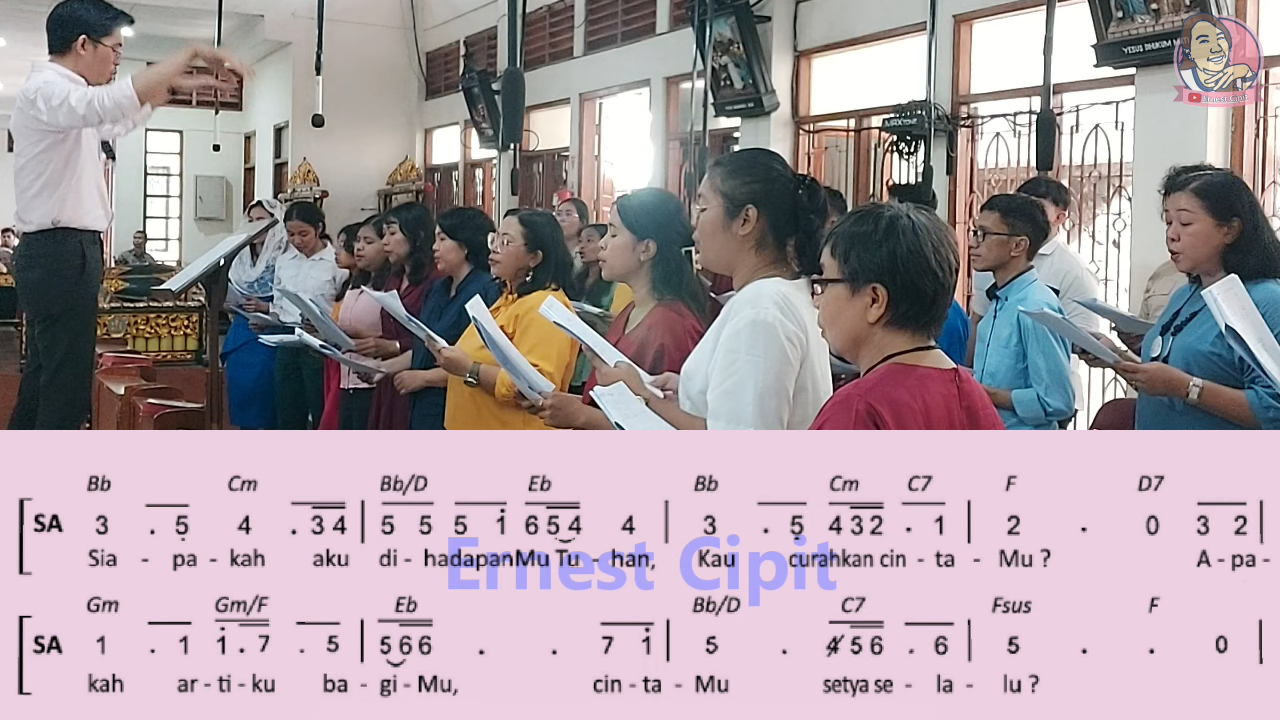 YESUS DIHUKUM MATI
Ernest Cipit
Bb Cm Bb/D Eb Bb Cm C7 F D7
SA 3 . 5 4 . 3 4 | 5 5 5 1 6 5 4 4 | 3 . 5 4 3 2 . 1 | 2 . 0 3 2 |
Sia - pa - kah aku di - hadapanMu Tu - han, Kau curahkan cin - ta - Mu ? A - pa -
Ernest Cipit
Gm Gm/F Eb Bb/D C7 Fsus F
SA 1 . 1 1 . 7 . 5 | 5 6 6 . . 7 1 | 5 . 4 5 6 . 6 | 5 . . 0 |
kah ar - ti - ku ba - gi - Mu, cin - ta - Mu setya se - la - lu ?